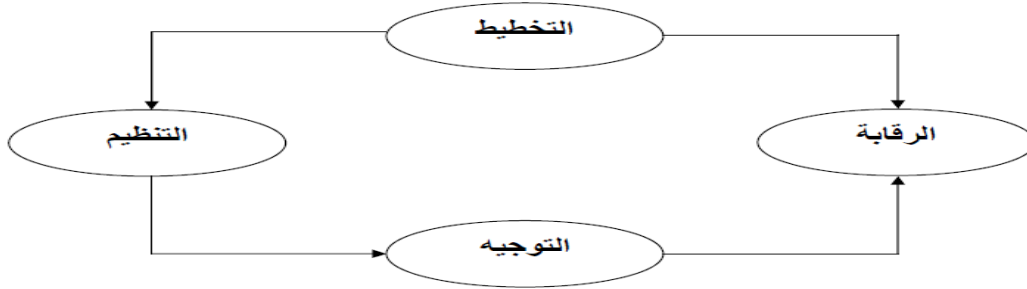 التخطيط
الرقابة
التنظيم
التوجيه